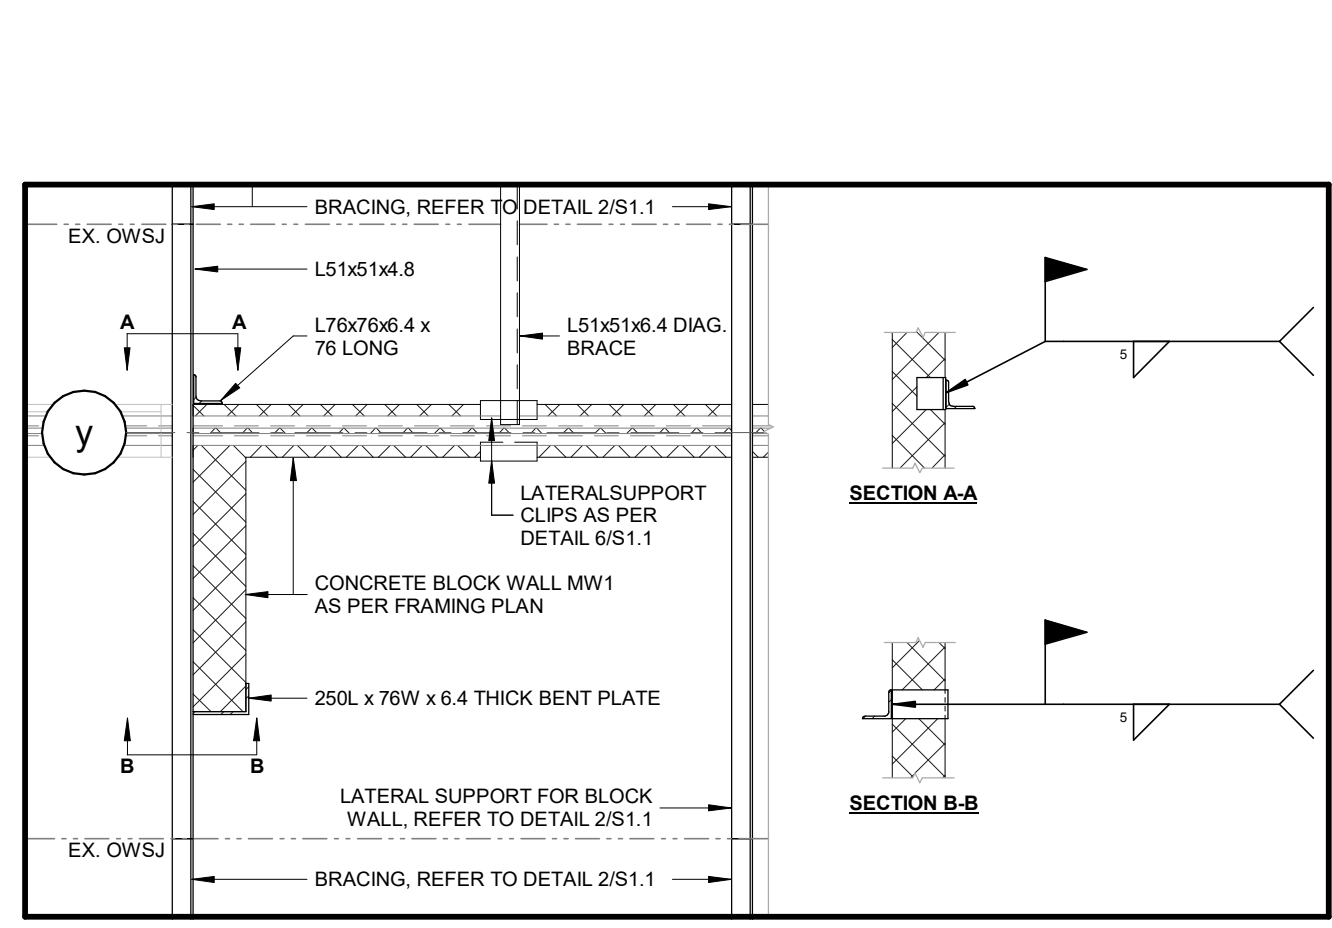 BRACING, REFER TO DETAIL 2/S1.1
EX. OWSJ
L51x51x4.8
A A
L76x76x6.4 x
76 LONG
L51x51x6.4 DIAG.
BRACE
y
LATERALSUPPORT
CLIPS AS PER
DETAIL 6/S1.1
CONCRETE BLOCK WALL MW1
AS PER FRAMING PLAN
250L x 76W x 6.4 THICK BENT PLATE
B B
LATERAL SUPPORT FOR BLOCK
WALL, REFER TO DETAIL 2/S1.1
EX. OWSJ
BRACING, REFER TO DETAIL 2/S1.1
5
SECTION A-A
5
SECTION B-B